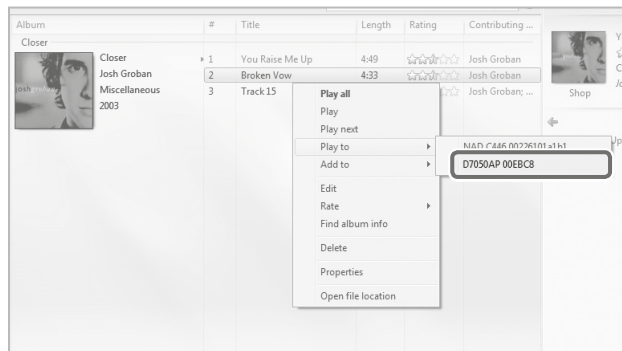 Album # Title Length Rating Contributing ...
Closer
Closer 1 You Raise Me Up 4:49 Josh Groban
Josh Groban 2 Broken Vow 4:33 Josh Groban
Miscellaneous 3 Track 15 Josh Groban; ...
2003
josh groban
Play all
Play
Play next
Play to
NAD C446 00226101a1b1
D7050AP 00EBC8
Add to
Edit
Rate
Find album info
Delete
Properties
Open file location
Shop